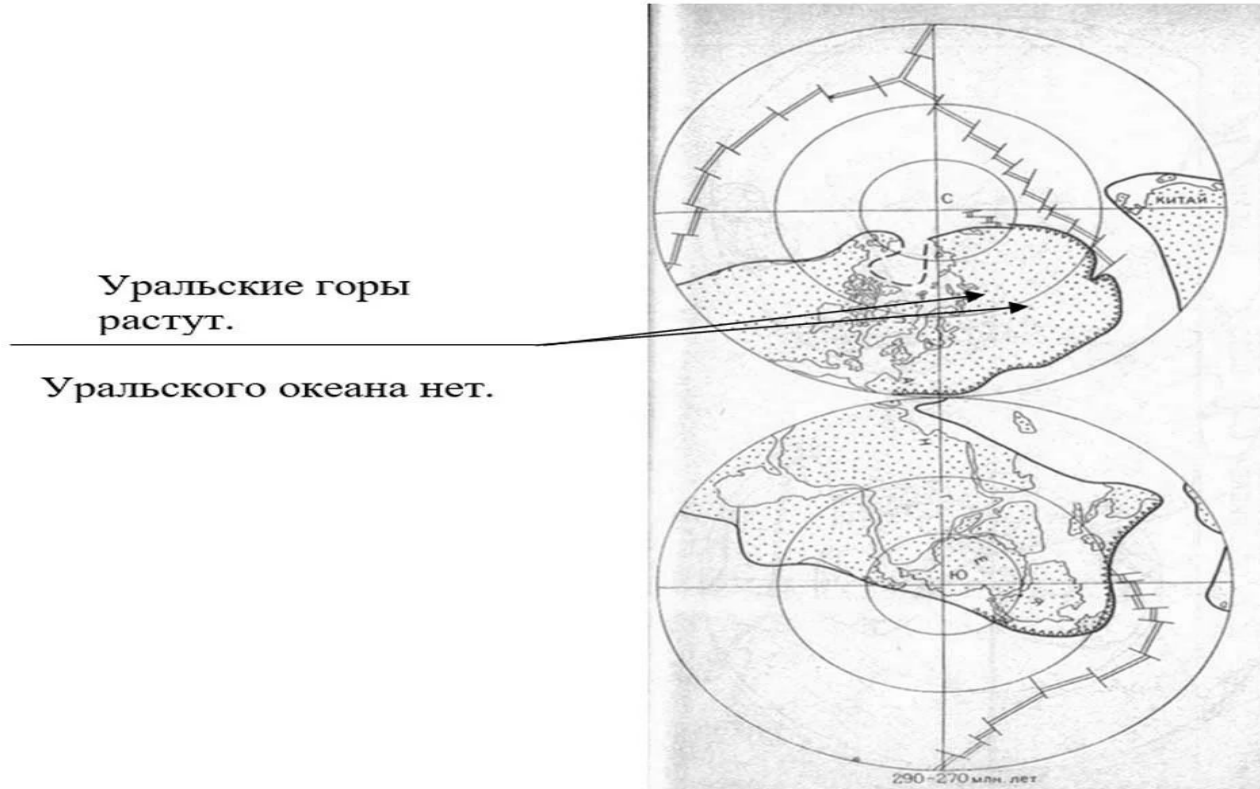 Уральские горы
растут.
Уральского океана нет.
С
КИТАЙ
А
Н
Г
Е
Ю
Я
290-270 млн. лет